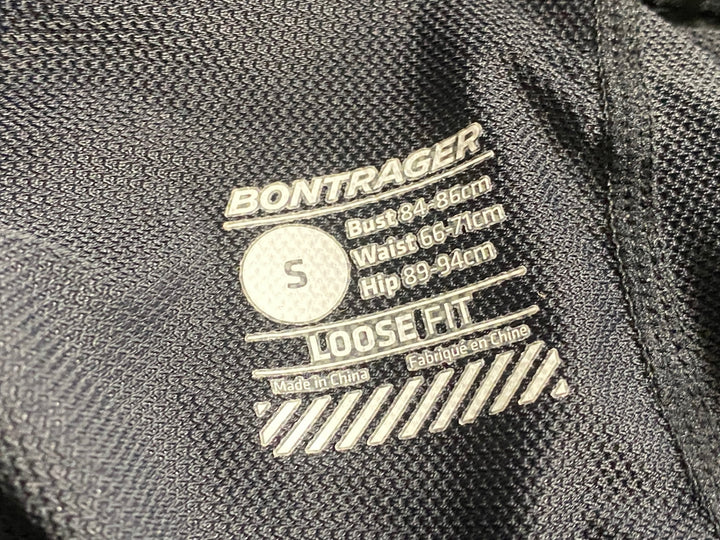 BONTRAGER
S
Bust 84-86cm
Waist 66-71cm
Hip 89-94cm
LOOSE FIT
Made in China
Fabriqué en Chine